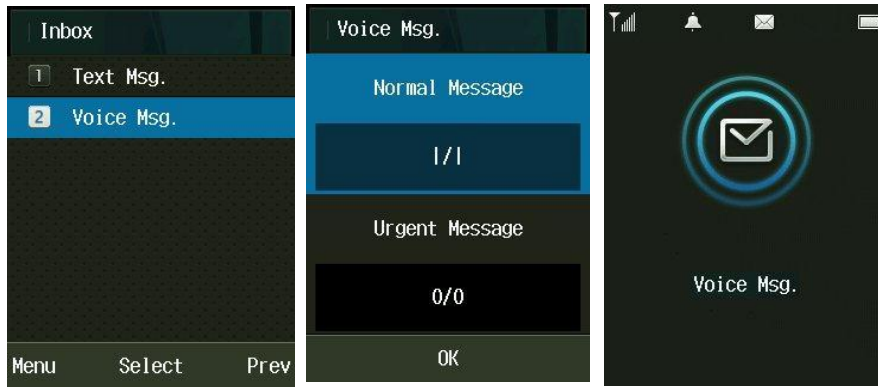 Inbox
1 Text Msg.
2 Voice Msg.
Menu Select Prev
Voice Msg.
Normal Message
1/1
Urgent Message
0/0
OK
Voice Msg.